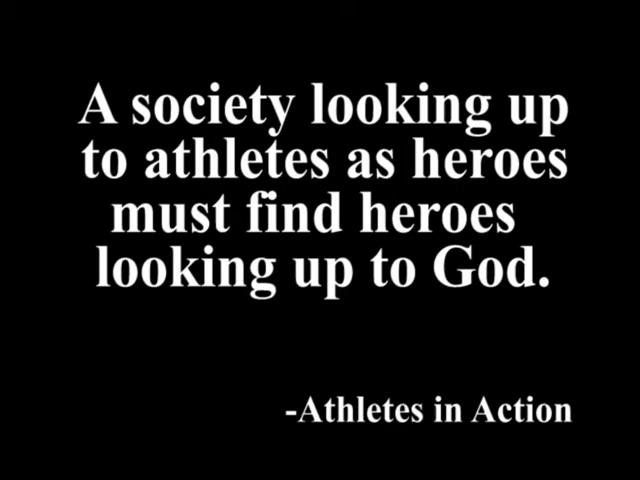 A society looking up
to athletes as heroes
must find heroes
looking up to God.
-Athletes in Action